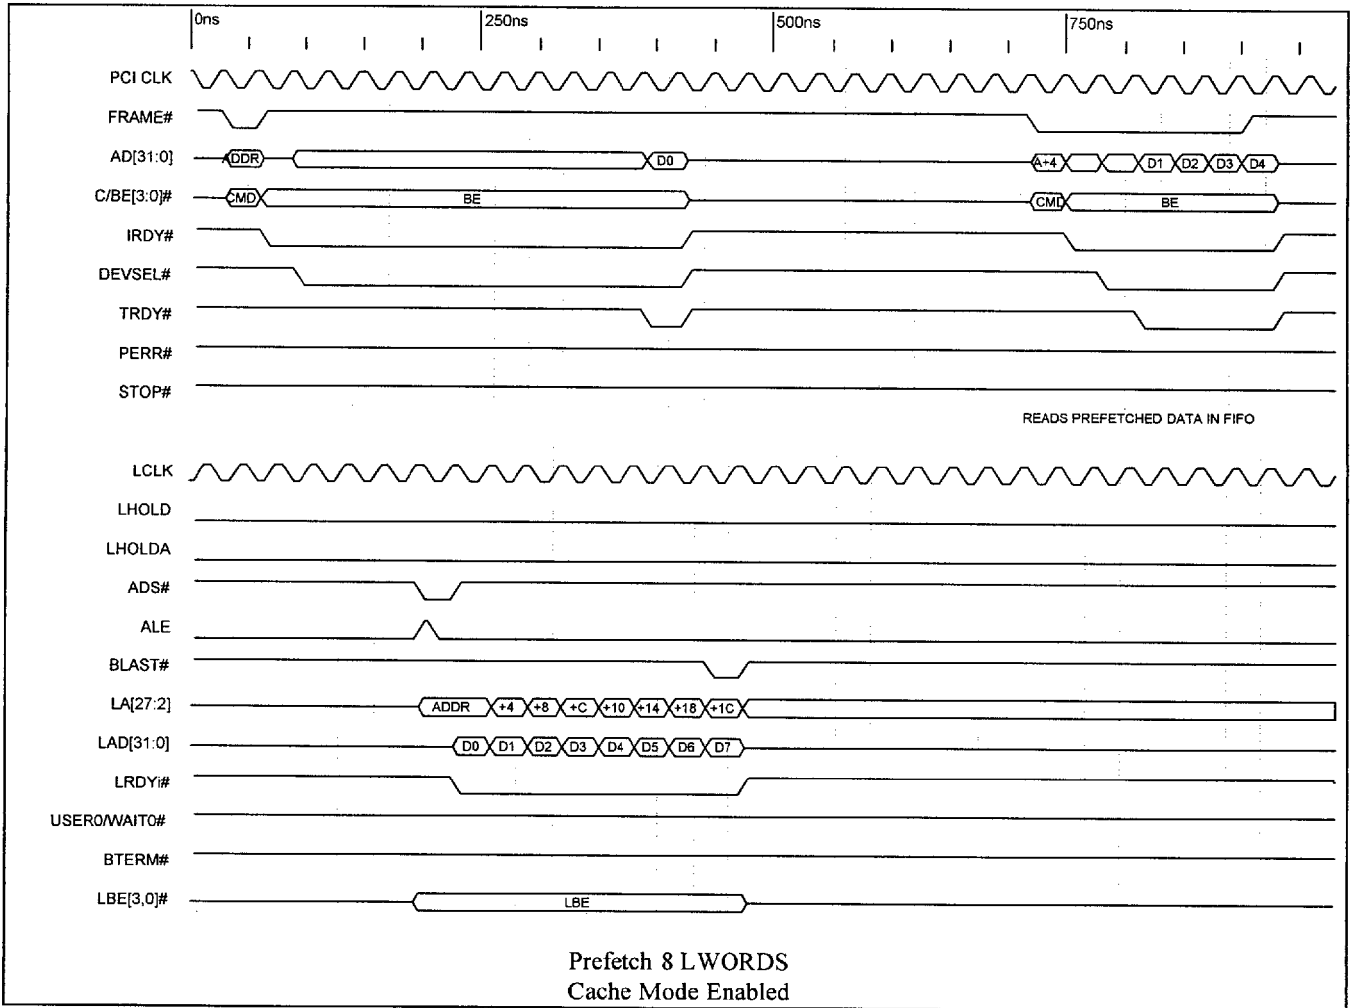 0ns 250ns 500ns 750ns
PCI CLK
FRAME#
AD[31:0] ADDR D0 A+4 D1 D2 D3 D4
C/BE[3:0]# CMD BE CMD BE
IRDY#
DEVSEL#
TRDY#
PERR#
STOP#
READS PREFETCHED DATA IN FIFO
LCLK
LHOLD
LHOLDA
ADS#
ALE
BLAST#
LA[27:2] ADDR +4 +8 +C +10 +14 +18 +1C
LAD[31:0] D0 D1 D2 D3 D4 D5 D6 D7
LRDYi#
USER0/WAIT0#
BTERM#
LBE[3,0]# LBE
Prefetch 8 LWORDS
Cache Mode Enabled